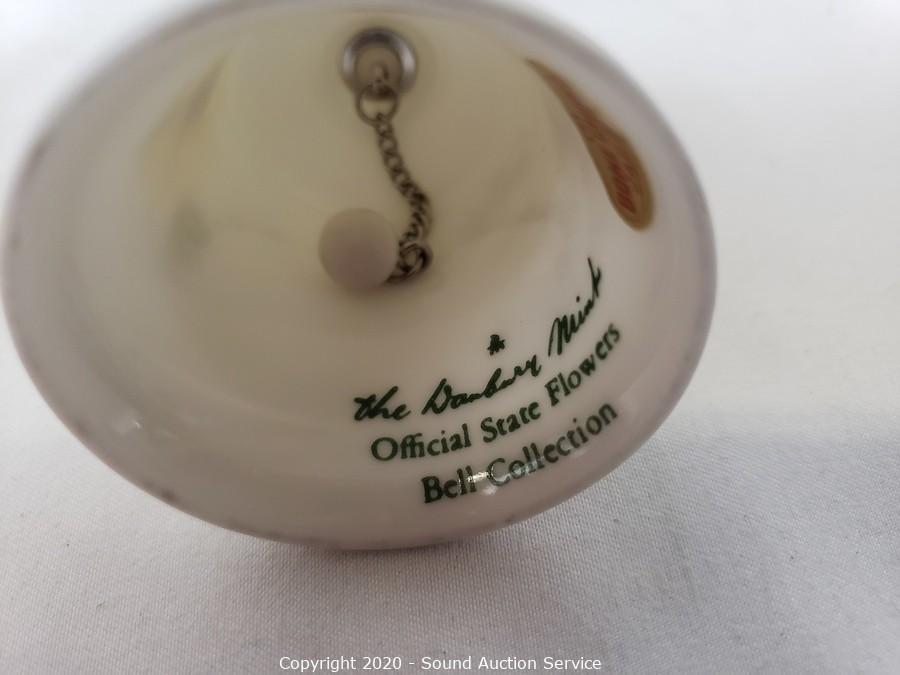 the Danbury Mint
Official State Flowers
Bell Collection
Copyright 2020 - Sound Auction Service